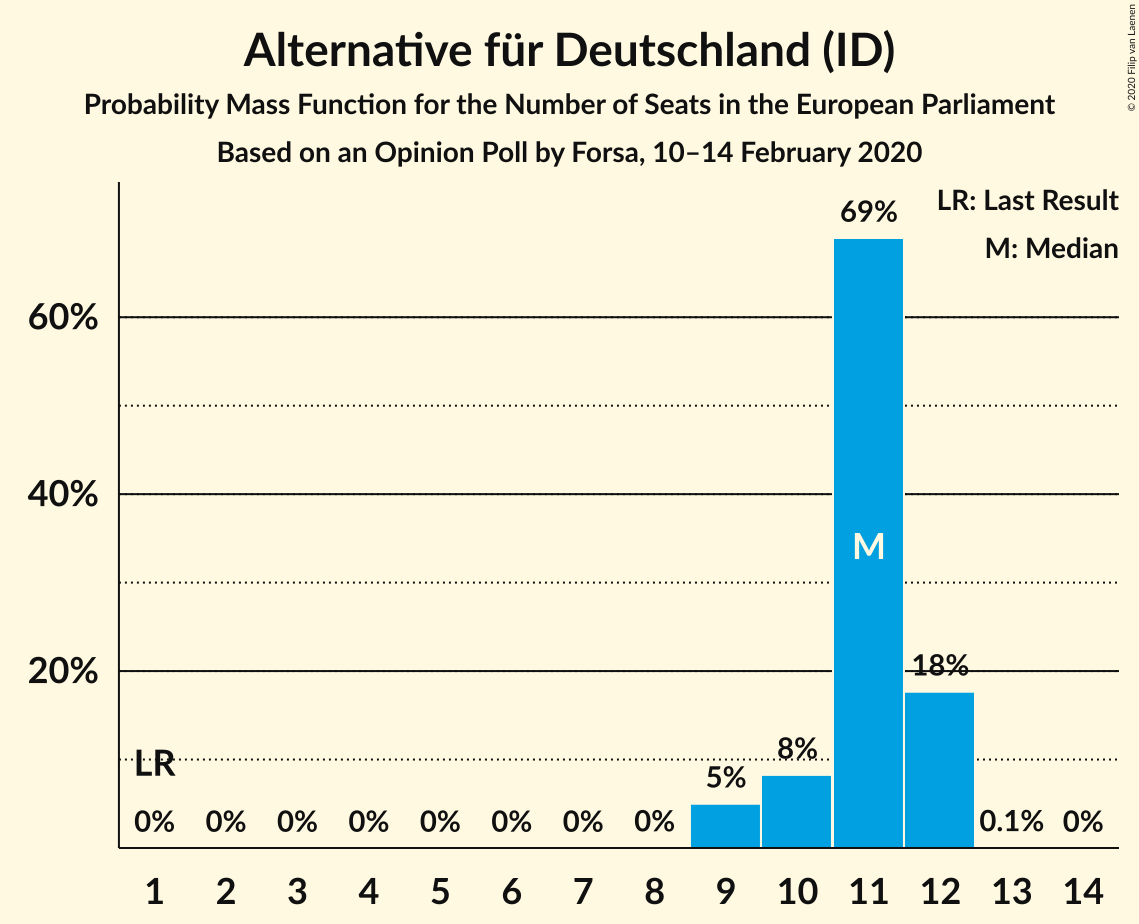 Alternative für Deutschland (ID)
Probability Mass Function for the Number of Seats in the European Parliament
Based on an Opinion Poll by Forsa, 10–14 February 2020
© 2020 Filip van Laenen
LR: Last Result
M: Median
69%
60%
40%
M
20%
18%
LR
8%
5%
0% 0% 0% 0% 0% 0% 0% 0% 0.1% 0%
1 2 3 4 5 6 7 8 9 10 11 12 13 14